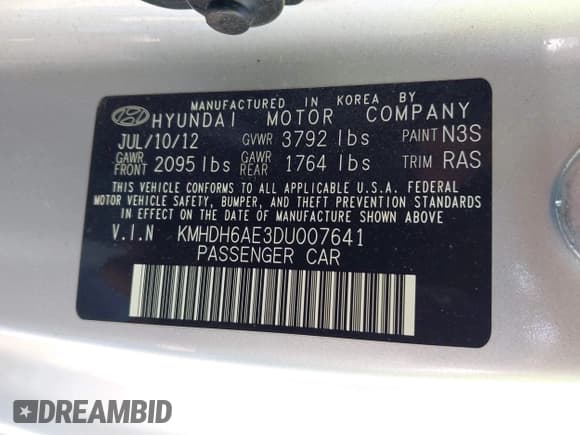 MANUFACTURED IN KOREA BY
HYUNDAI MOTOR COMPANY
JUL/10/12 GVWR 3792 lbs PAINT N3S
GAWR FRONT 2095 lbs GAWR REAR 1764 lbs TRIM RAS
THIS VEHICLE CONFORMS TO ALL APPLICABLE U.S.A. FEDERAL
MOTOR VEHICLE SAFETY, BUMPER, AND THEFT PREVENTION STANDARDS
IN EFFECT ON THE DATE OF MANUFACTURE SHOWN ABOVE
V.I.N KMHDH6AE3DU007641
PASSENGER CAR
DREAMBID